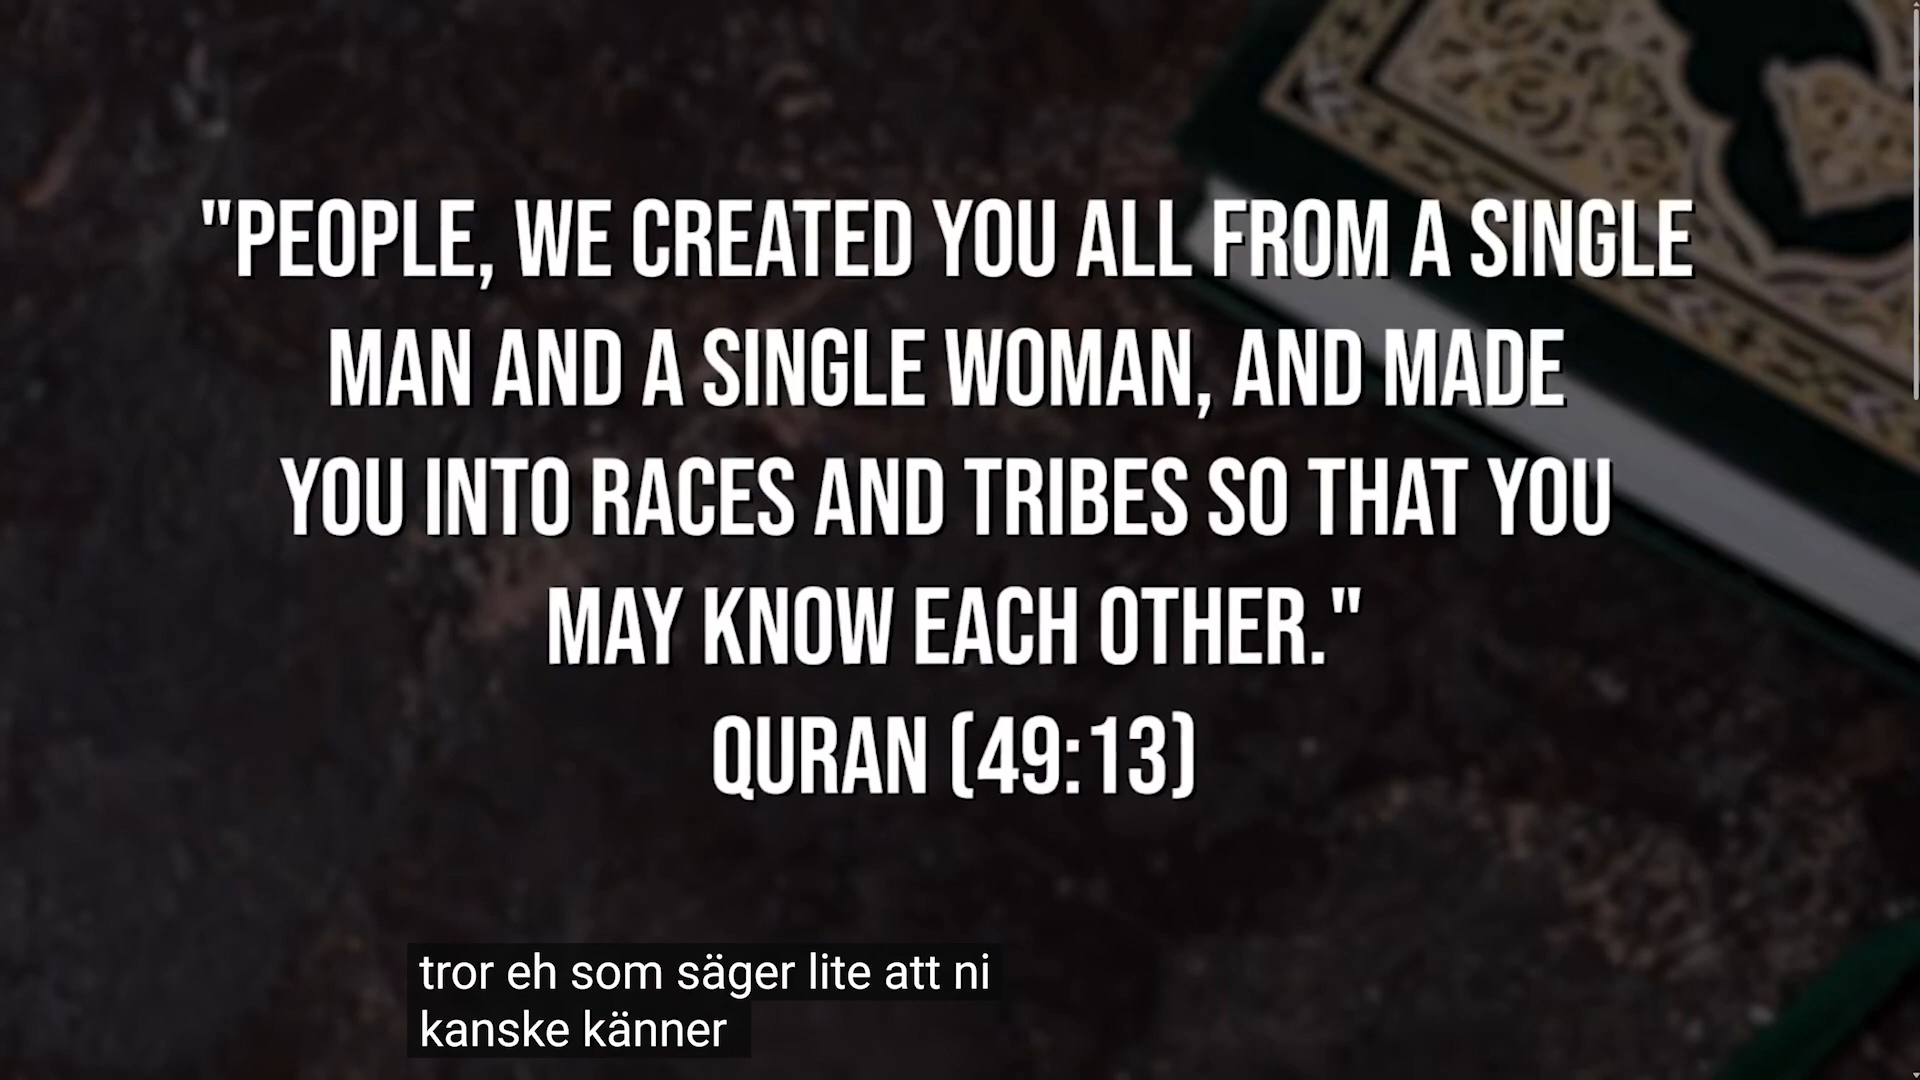 "PEOPLE, WE CREATED YOU ALL FROM A SINGLE
MAN AND A SINGLE WOMAN, AND MADE
YOU INTO RACES AND TRIBES SO THAT YOU
MAY KNOW EACH OTHER."
QURAN (49:13)
tror eh som säger lite att ni
kanske känner